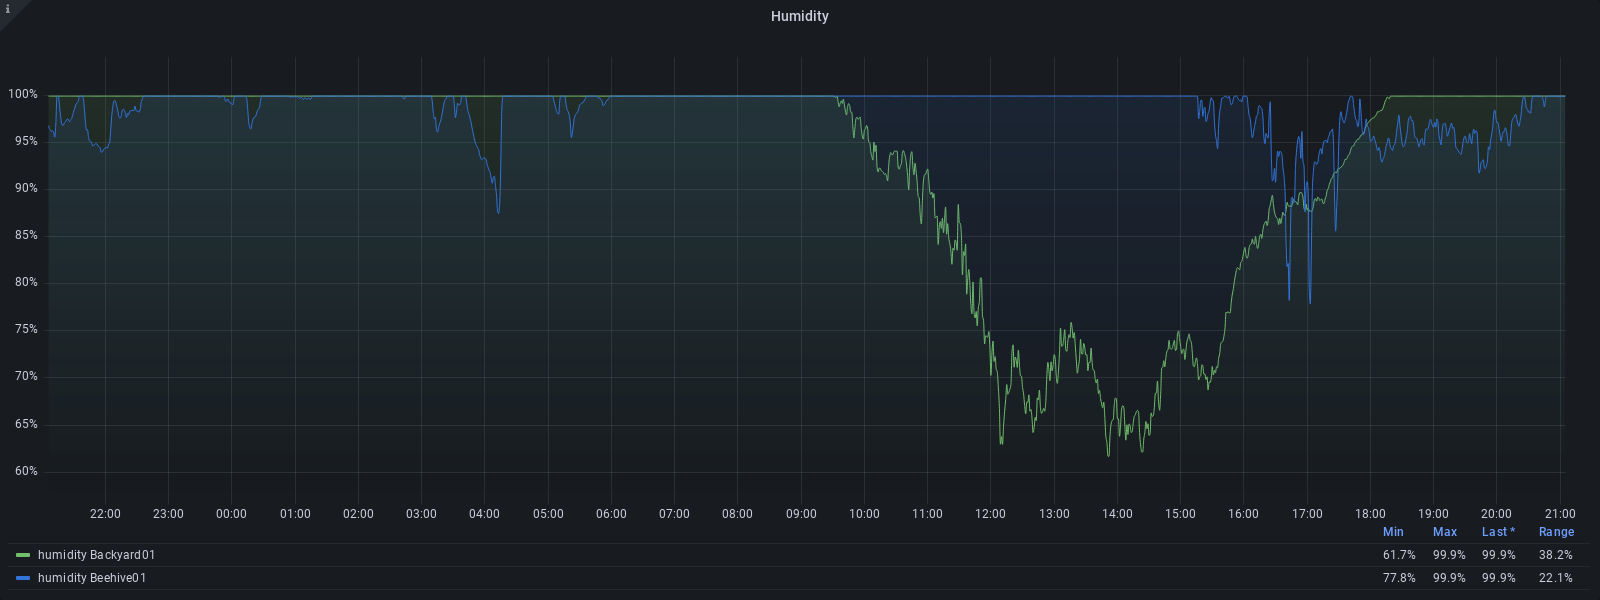 i
Humidity
100%
95%
90%
85%
80%
75%
70%
65%
60%
22:00 23:00 00:00 01:00 02:00 03:00 04:00 05:00 06:00 07:00 08:00 09:00 10:00 11:00 12:00 13:00 14:00 15:00 16:00 17:00 18:00 19:00 20:00 21:00
Min Max Last * Range
humidity Backyard01 61.7% 99.9% 99.9% 38.2%
humidity Beehive01 77.8% 99.9% 99.9% 22.1%